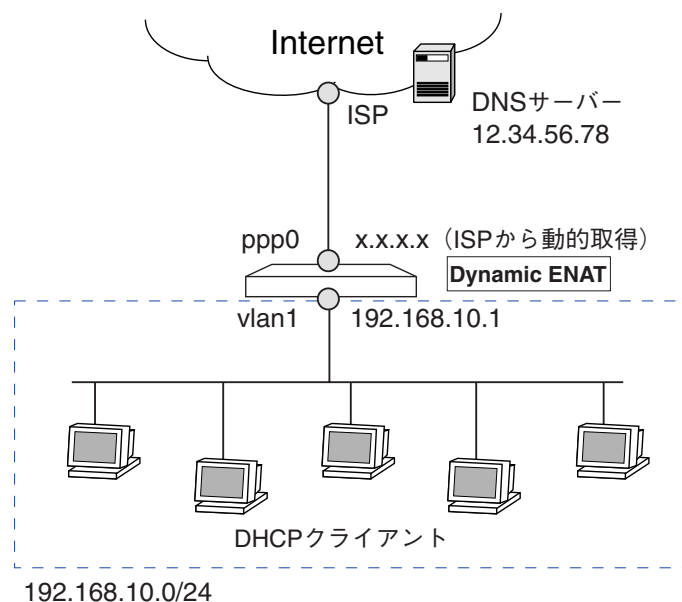 Internet
DNSサーバー
12.34.56.78
ISP
ppp0
x.x.x.x（ISPから動的取得）
Dynamic ENAT
vlan1
192.168.10.1
DHCPクライアント
192.168.10.0/24